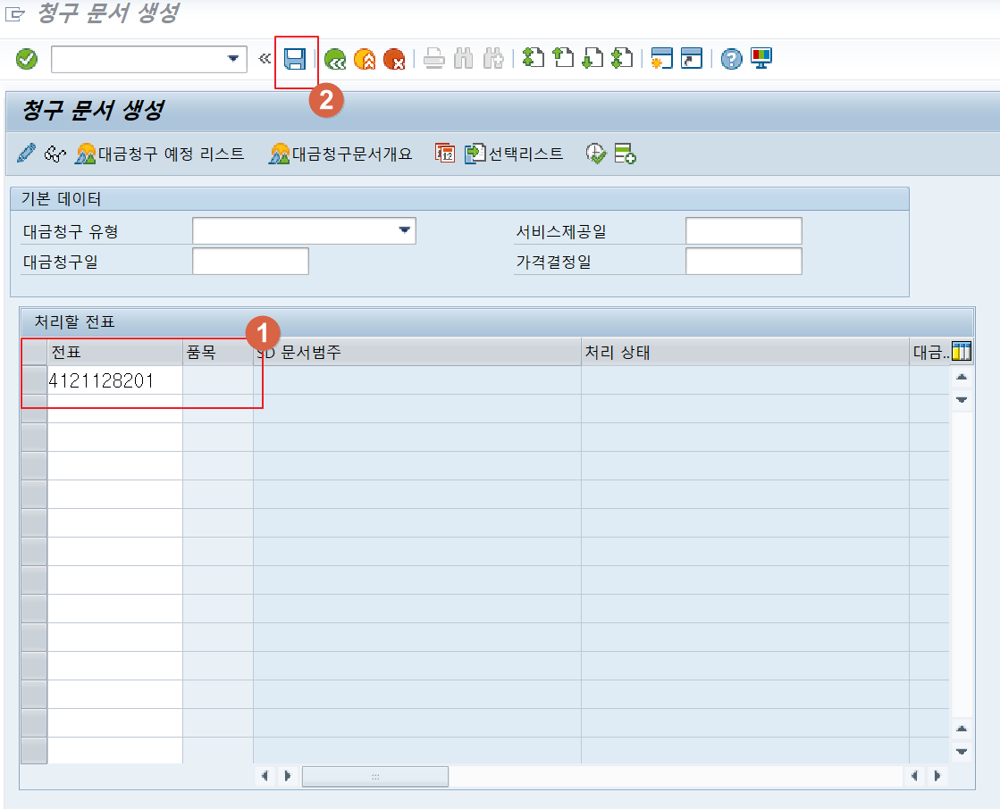 청구 문서 생성
2
청구 문서 생성
대금청구 예정 리스트 대금청구문서개요 12 선택리스트
기본 데이터
대금청구 유형 서비스제공일
대금청구일 가격결정일
처리할 전표
1
전표 품목 SD 문서범주 처리 상태 대금..
4121128201